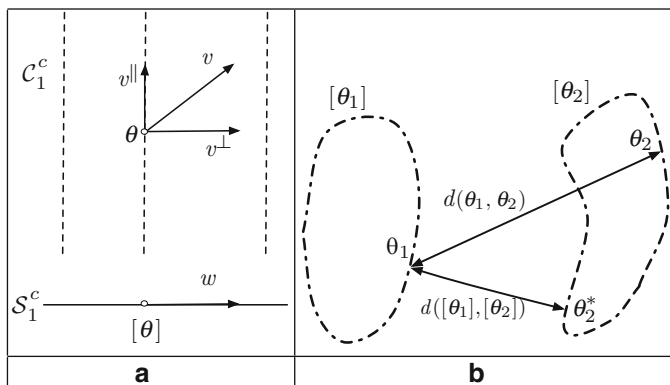 𝒞₁ᶜ
v∥
v
θ
v⊥
𝒮₁ᶜ
w
[θ]
a
[θ₁]
[θ₂]
θ₂
d(θ₁, θ₂)
θ₁
d([θ₁],[θ₂])
θ₂*
b